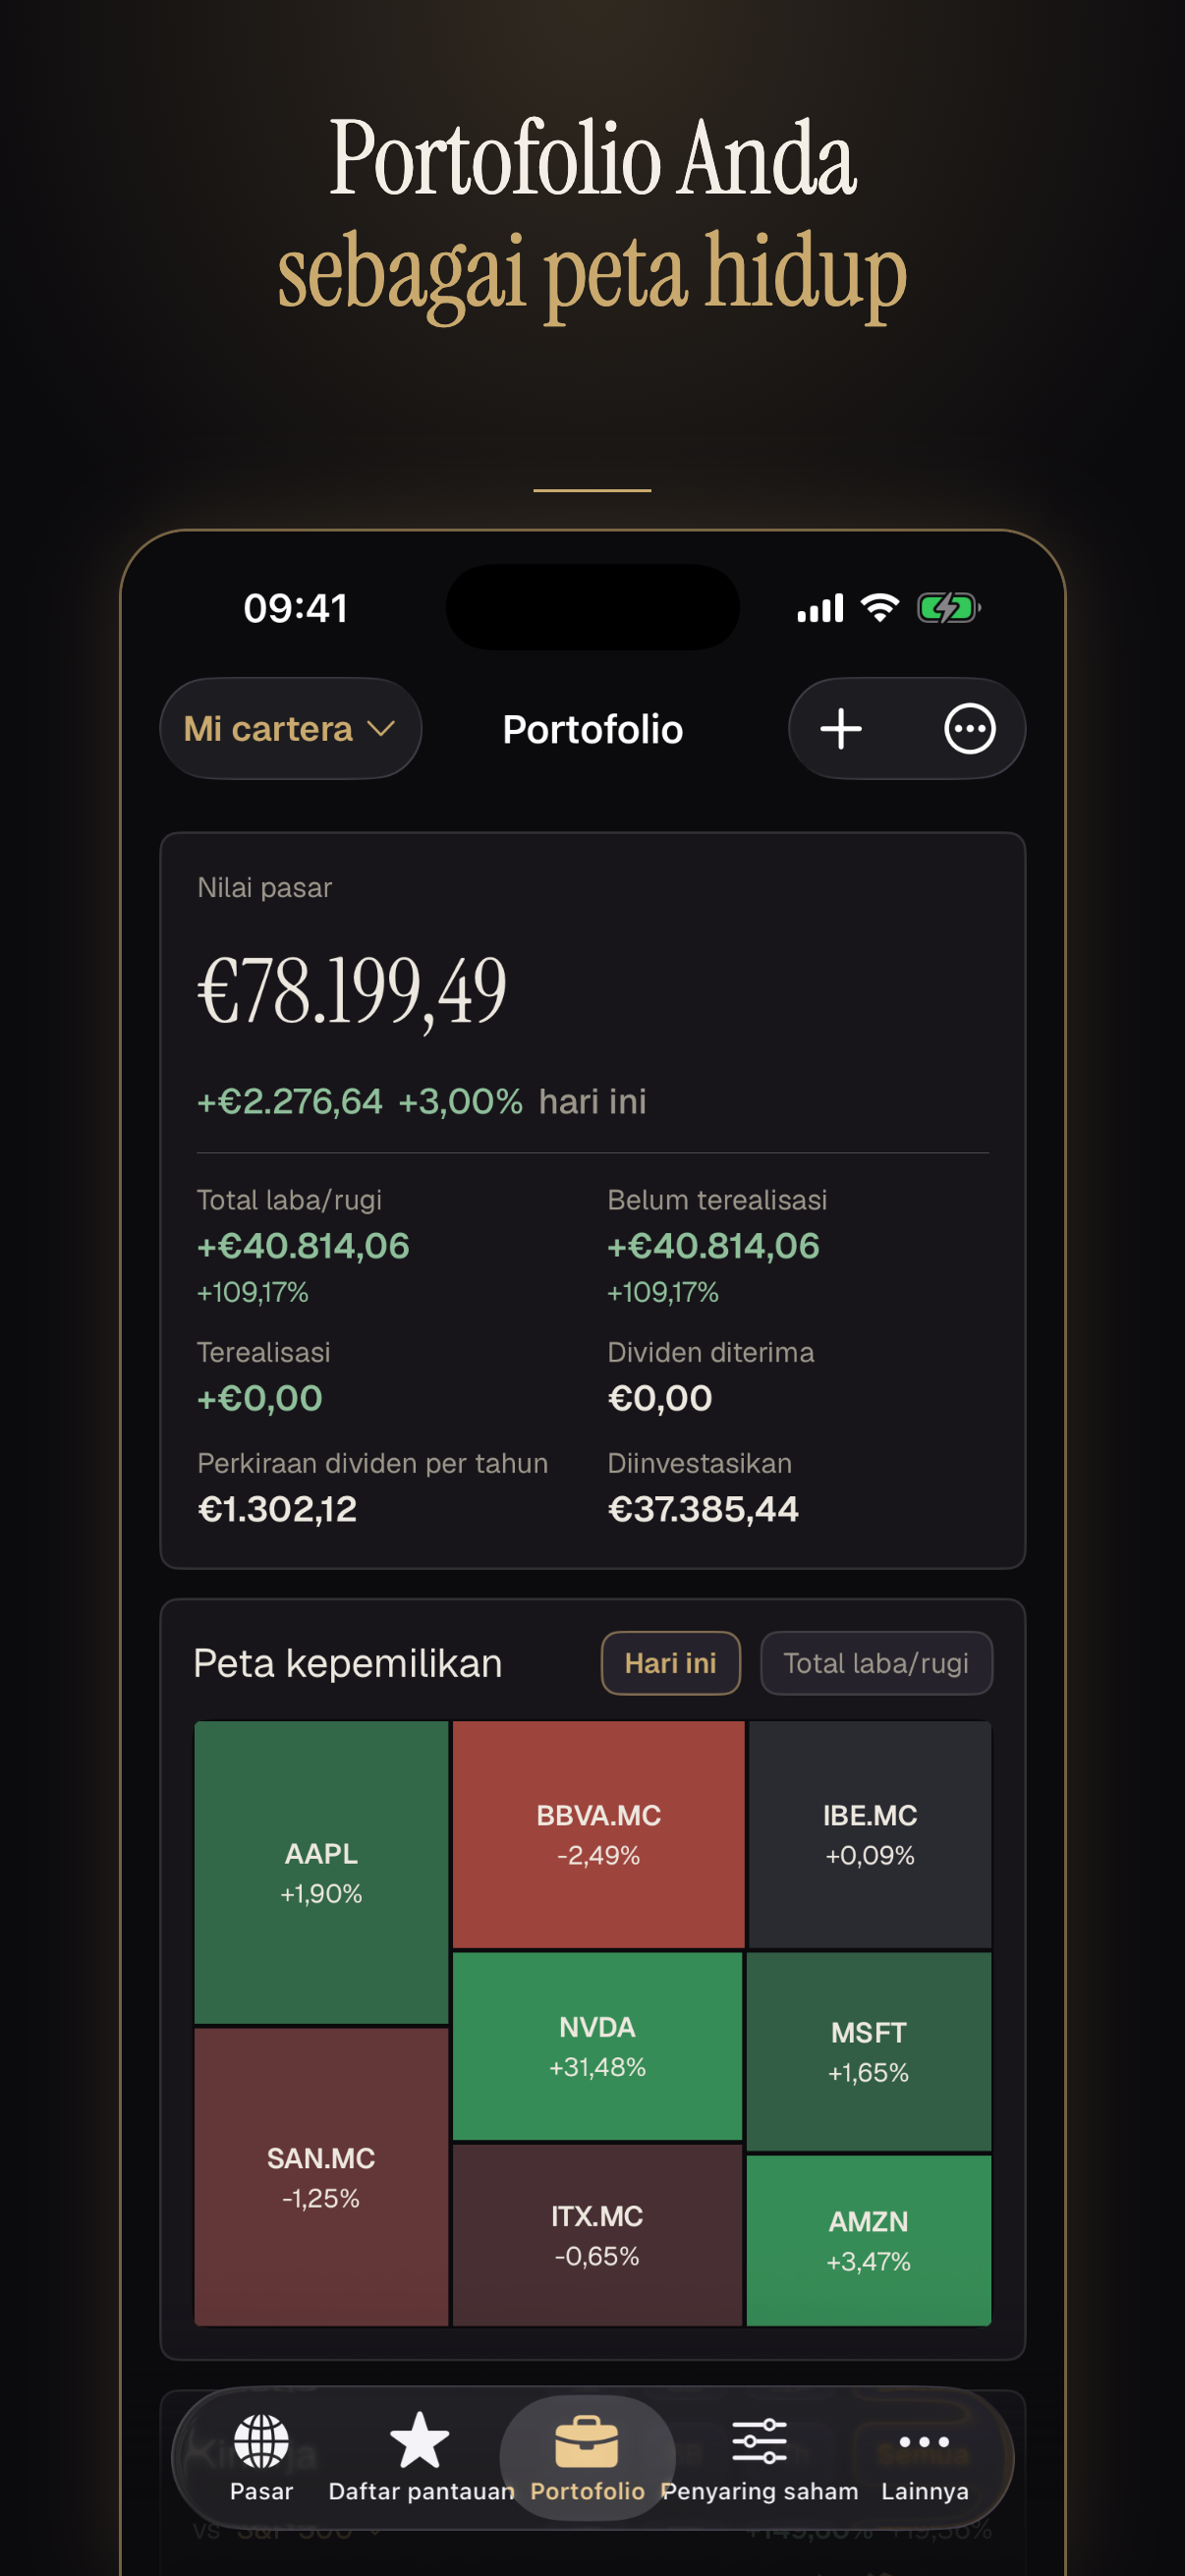 Portofolio Anda
sebagai peta hidup
09:41
Mi cartera
Portofolio
Nilai pasar
€78.199,49
+€2.276,64 +3,00% hari ini
Total laba/rugi
Belum terealisasi
+€40.814,06
+€40.814,06
+109,17%
+109,17%
Terealisasi
Dividen diterima
+€0,00
€0,00
Perkiraan dividen per tahun
Diinvestasikan
€1.302,12
€37.385,44
Peta kepemilikan
Hari ini
Total laba/rugi
AAPL
+1,90%
BBVA.MC
-2,49%
IBE.MC
+0,09%
NVDA
+31,48%
MSFT
+1,65%
SAN.MC
-1,25%
ITX.MC
-0,65%
AMZN
+3,47%
Semua
Pasar
Daftar pantauan
Portofolio
Penyaring saham
Lainnya
vs S&P 500